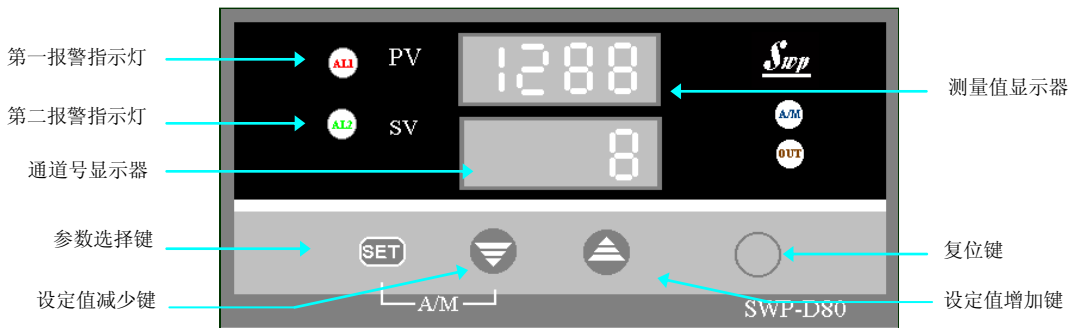 第一报警指示灯
AL1
PV
1288
Swp
测量值显示器
第二报警指示灯
AL2
SV
8
A/M
OUT
通道号显示器
参数选择键
SET
复位键
设定值减少键
A/M
SWP-D80
设定值增加键